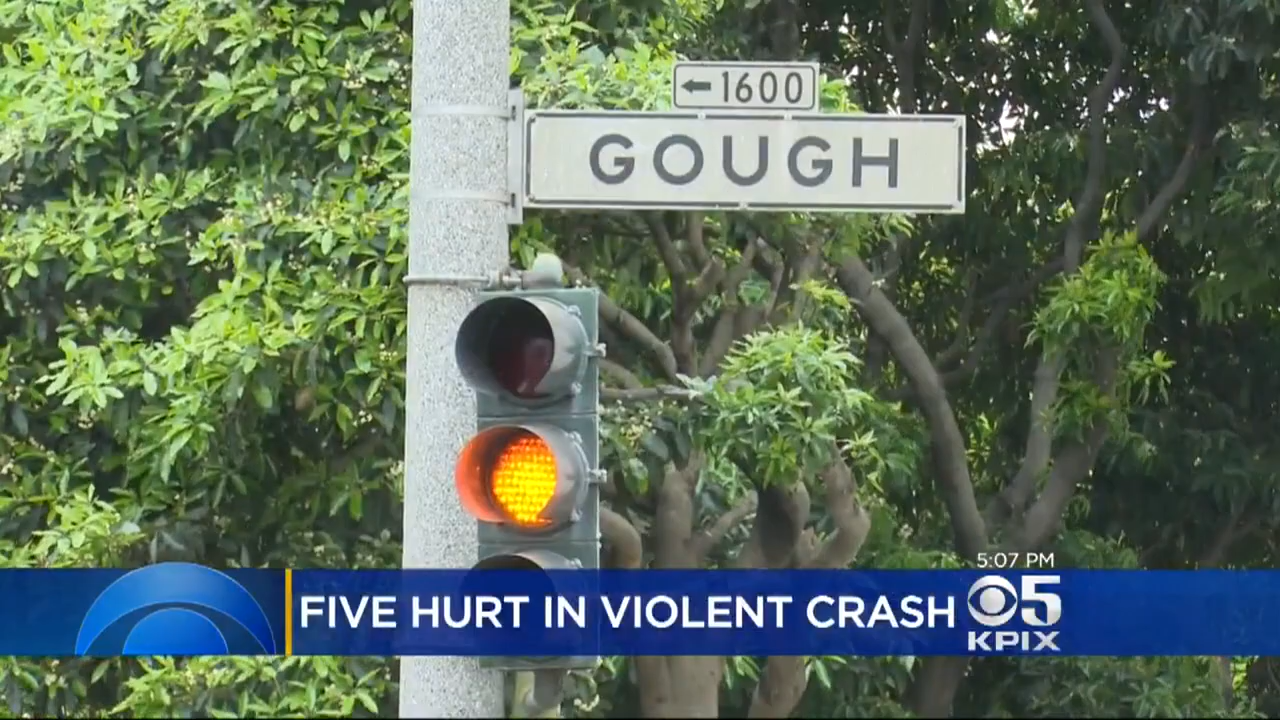 ← 1600
GOUGH
5:07 PM
FIVE HURT IN VIOLENT CRASH
5
KPIX